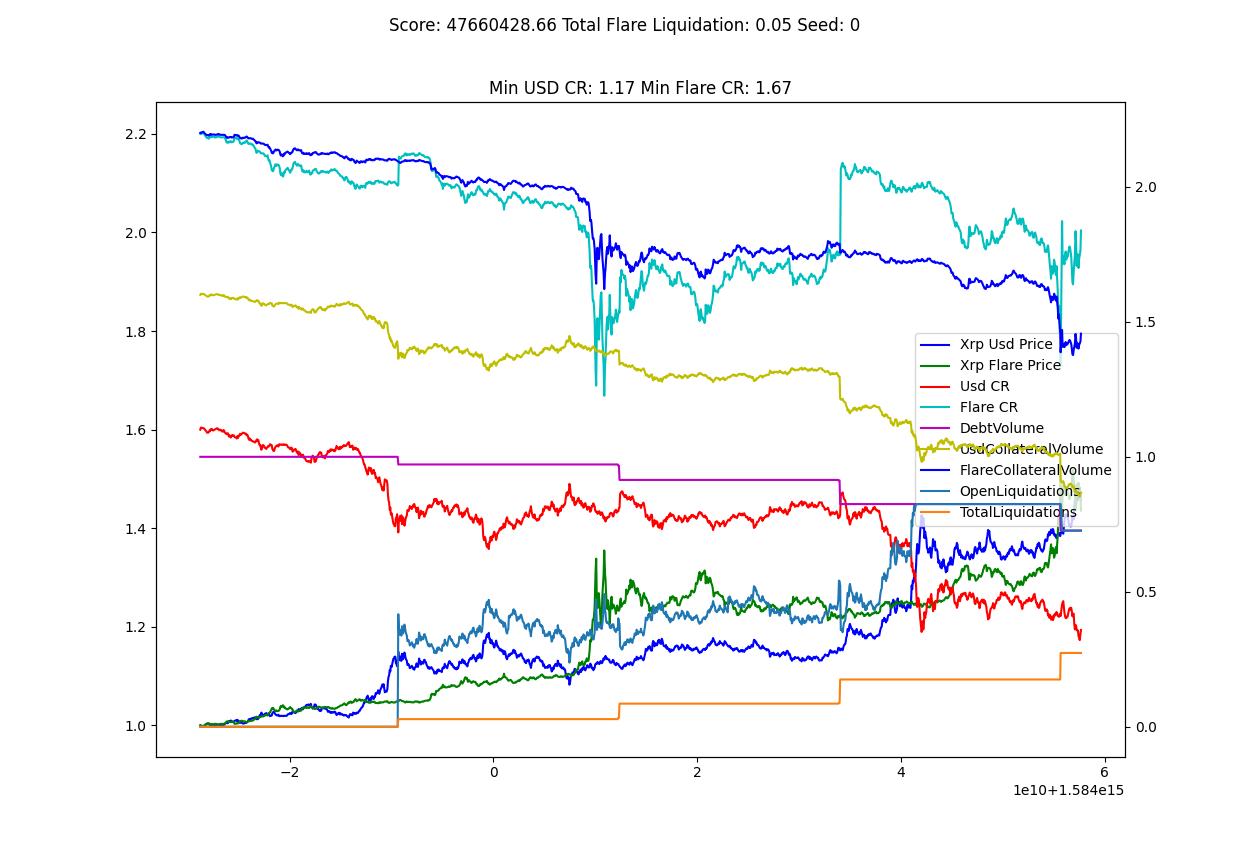 Score: 47660428.66 Total Flare Liquidation: 0.05 Seed: 0
Min USD CR: 1.17 Min Flare CR: 1.67
2.2
2.0
1.8
1.6
1.4
1.2
1.0
2.0
1.5
1.0
0.5
0.0
Xrp Usd Price
Xrp Flare Price
Usd CR
Flare CR
DebtVolume
UsdCollateralVolume
FlareCollateralVolume
OpenLiquidations
TotalLiquidations
−2
0
2
4
6
1e10+1.584e15